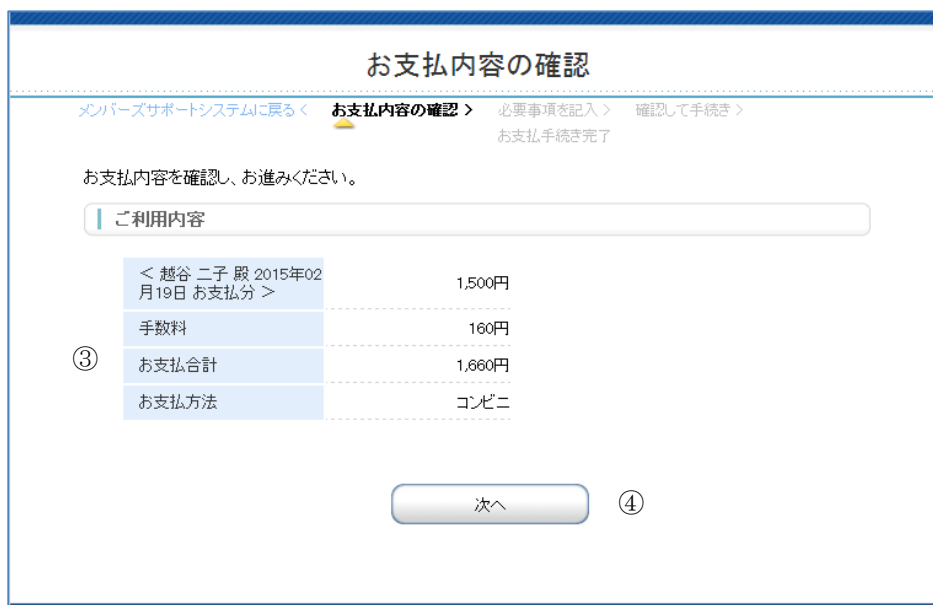 お支払内容の確認
メンバーズサポートシステムに戻る < お支払内容の確認 > 必要事項を記入 > 確認して手続き >
お支払手続き完了
お支払内容を確認し、お進みください。
ご利用内容
< 越谷 二子 殿 2015年02
月19日 お支払分 >
1,500円
手数料 160円
③ お支払合計 1,660円
お支払方法 コンビニ
次へ ④